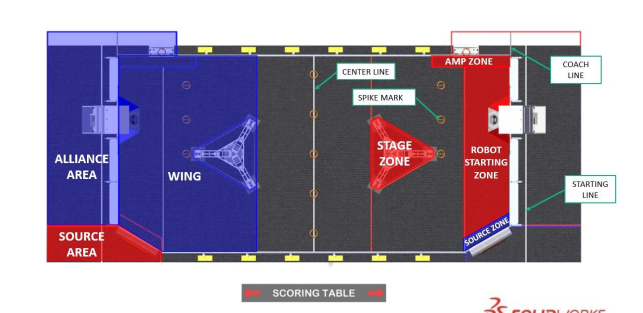 AMP ZONE
COACH
LINE
CENTER LINE
SPIKE MARK
STAGE
ZONE
ROBOT
STARTING
ZONE
ALLIANCE
AREA
WING
STARTING
LINE
SOURCE
AREA
SOURCE ZONE
SCORING TABLE
SOLIDWORKS